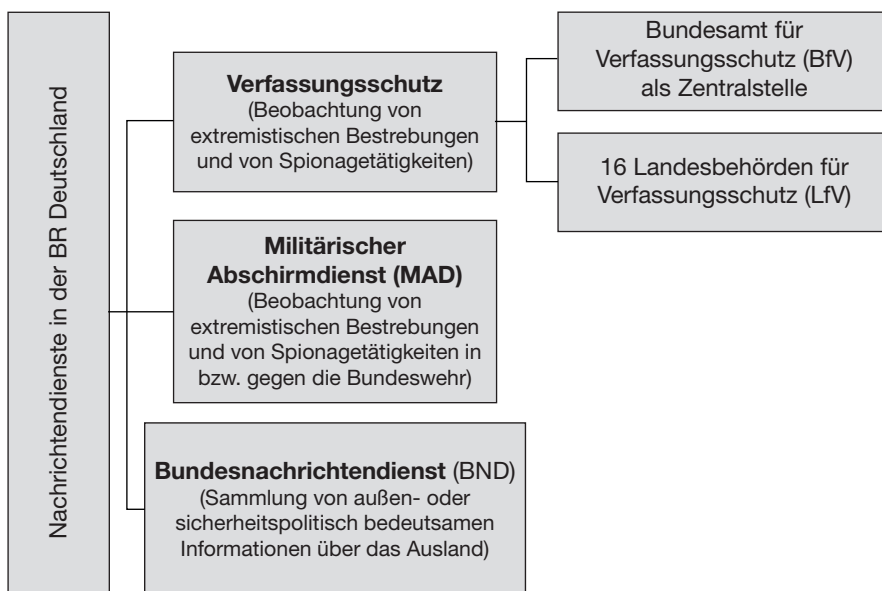 Nachrichtendienste in der BR Deutschland
Verfassungsschutz
(Beobachtung von
extremistischen Bestrebungen
und von Spionagetätigkeiten)
Bundesamt für
Verfassungsschutz (BfV)
als Zentralstelle
16 Landesbehörden für
Verfassungsschutz (LfV)
Militärischer
Abschirmdienst (MAD)
(Beobachtung von
extremistischen Bestrebungen
und von Spionagetätigkeiten in
bzw. gegen die Bundeswehr)
Bundesnachrichtendienst (BND)
(Sammlung von außen- oder
sicherheitspolitisch bedeutsamen
Informationen über das Ausland)